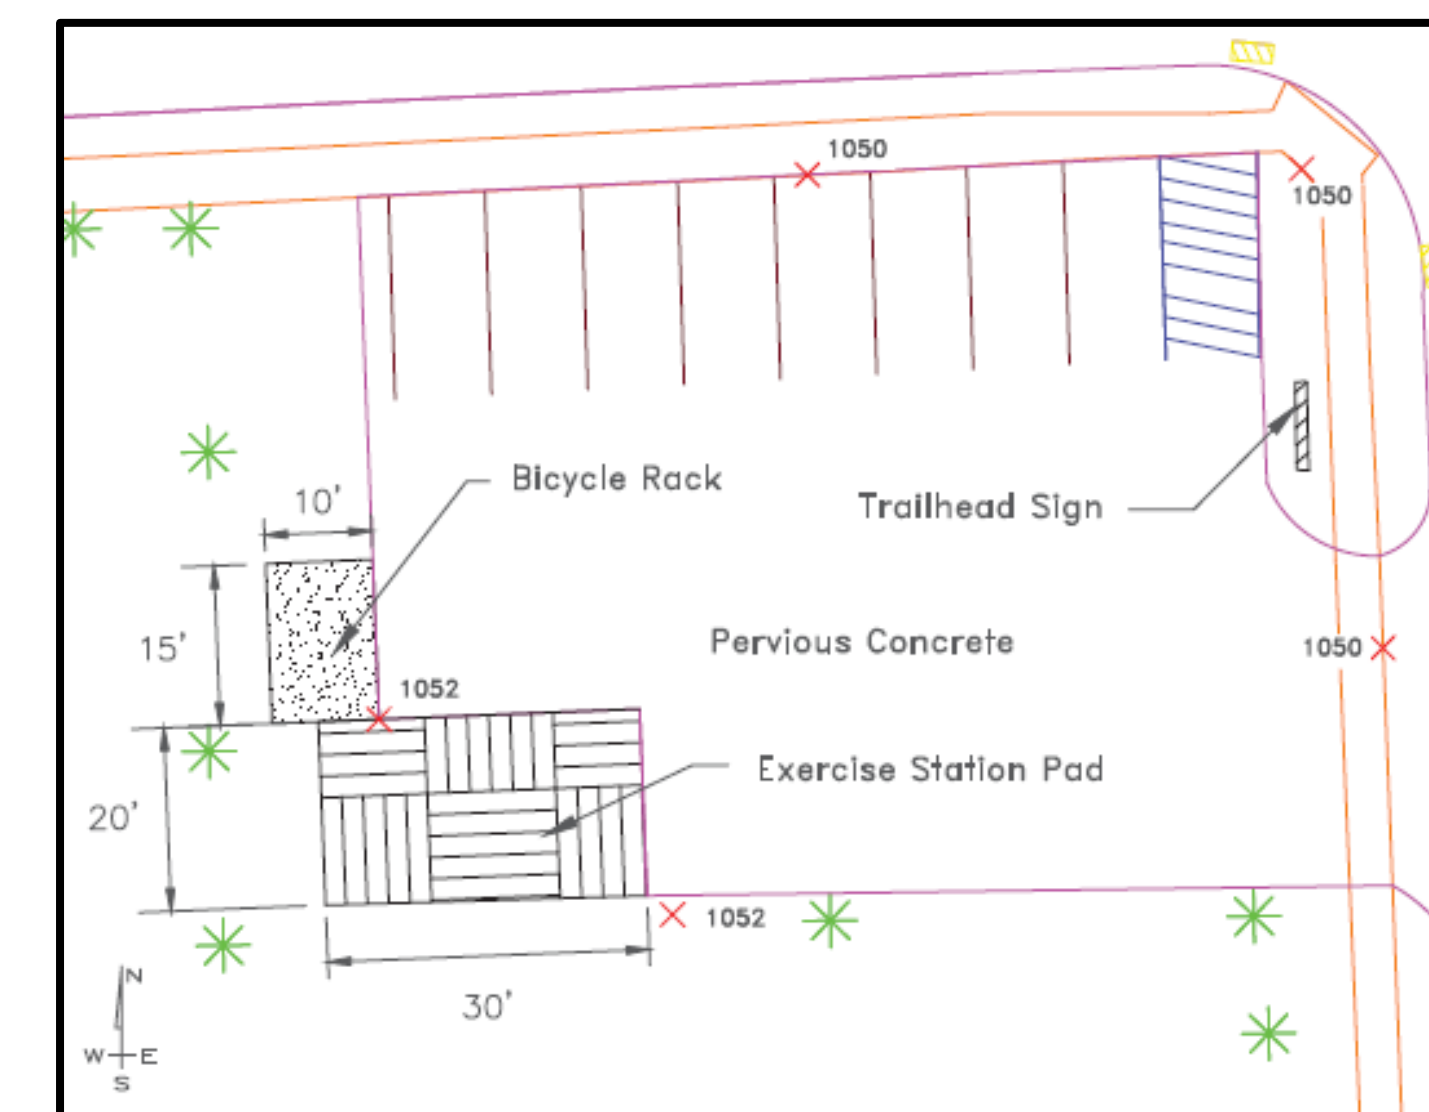 1050
1050
Bicycle Rack
10'
Trailhead Sign
15'
Pervious Concrete
1050
1052
Exercise Station Pad
20'
1052
30'
N
W E
S